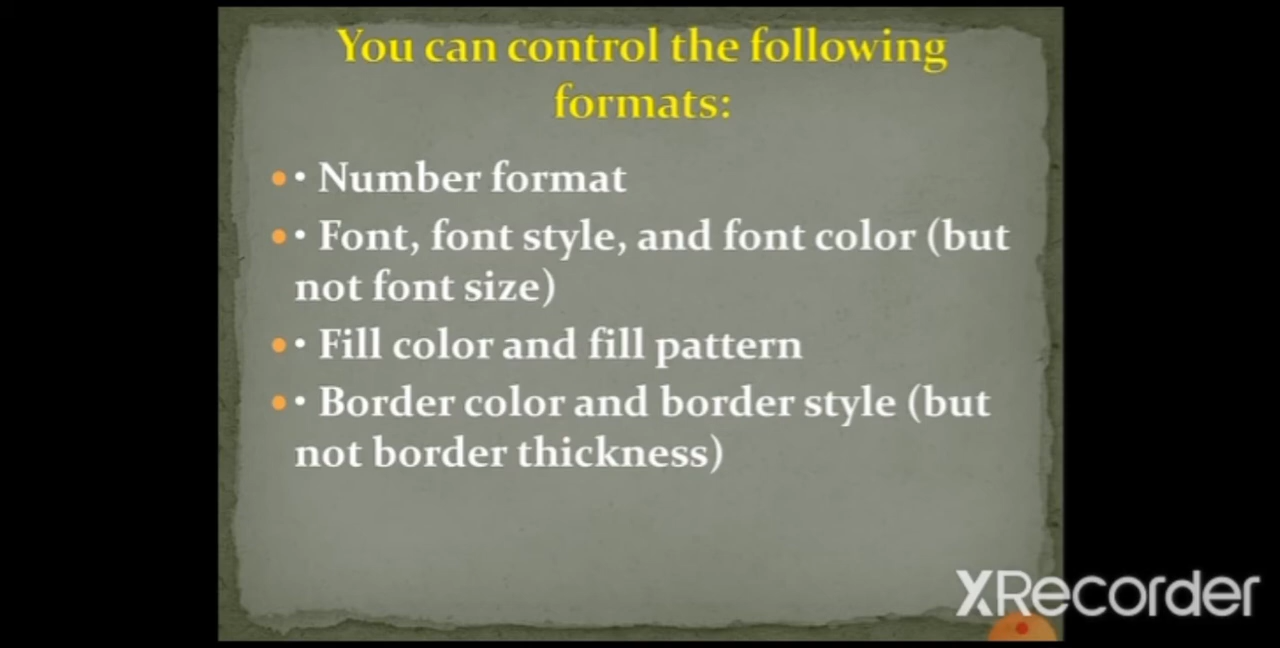 You can control the following
formats:
• Number format
• Font, font style, and font color (but
not font size)
• Fill color and fill pattern
• Border color and border style (but
not border thickness)
XRecorder